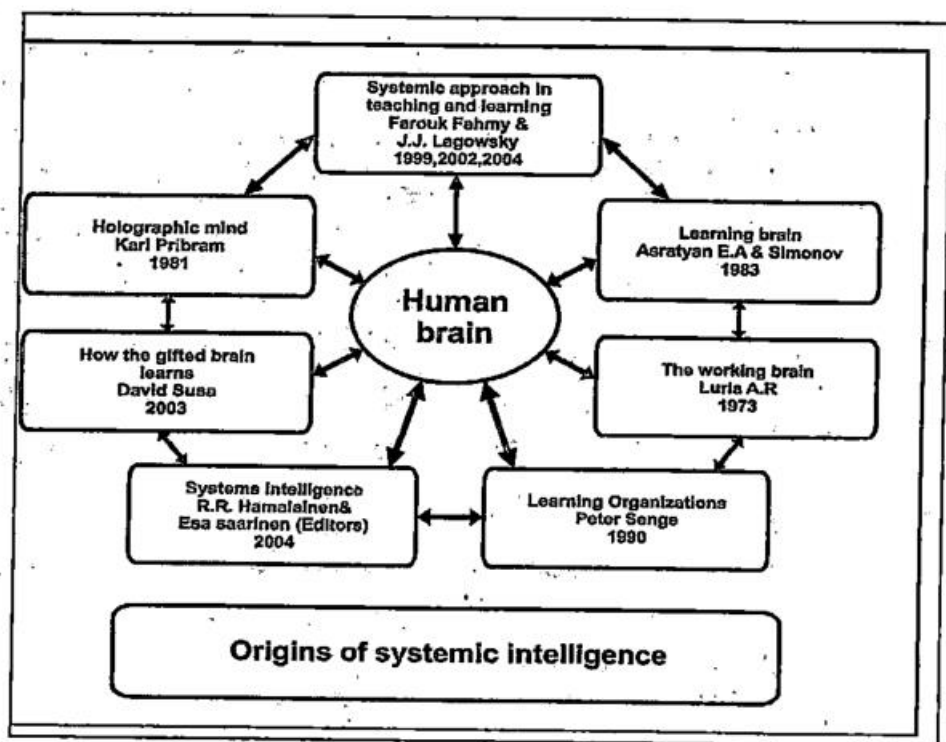 Systemic approach in
teaching and learning
Farouk Fahmy &
J.J. Lagowsky
1999,2002,2004
Holographic mind
Karl Pribram
1981
Learning brain
Asratyan E.A & Simonov
1983
Human
brain
How the gifted brain
learns
David Susa
2003
The working brain
Luria A.R
1973
Systems intelligence
R.R. Hamalainen&
Esa saarinen (Editors)
2004
Learning Organizations
Peter Senge
1990
Origins of systemic intelligence